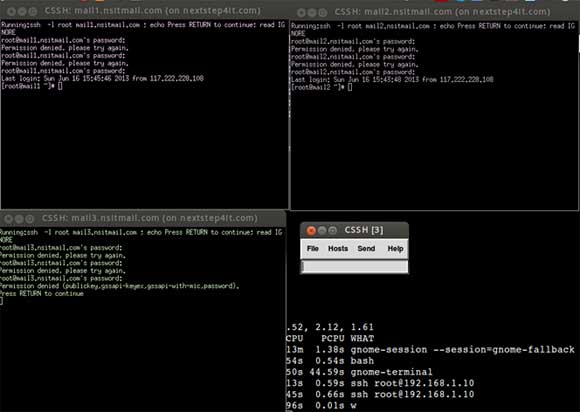 CSSH: mail1.nsitmail.com (on nextstep4it.com)
Running:ssh -l root mail1.nsitmail.com ; echo Press RETURN to continue; read IG
NORE
root@mail1.nsitmail.com's password:
Permission denied, please try again.
root@mail1.nsitmail.com's password:
Permission denied, please try again.
root@mail1.nsitmail.com's password:
Last login: Sun Jun 16 15:45:46 2013 from 117.222.228.108
[root@mail1 ~]#
CSSH: mail2.nsitmail.com (on nextstep4it.com)
Running:ssh -l root mail2.nsitmail.com ; echo Press RETURN to continue; read IG
NORE
root@mail2.nsitmail.com's password:
Permission denied, please try again.
root@mail2.nsitmail.com's password:
Permission denied, please try again.
root@mail2.nsitmail.com's password:
Last login: Sun Jun 16 15:43:48 2013 from 117.222.228.108
[root@mail2 ~]#
CSSH: mail3.nsitmail.com (on nextstep4it.com)
Running:ssh -l root mail3.nsitmail.com ; echo Press RETURN to continue; read IG
NORE
root@mail3.nsitmail.com's password:
Permission denied, please try again.
root@mail3.nsitmail.com's password:
Permission denied, please try again.
root@mail3.nsitmail.com's password:
Permission denied (publickey,gssapi-keyex,gssapi-with-mic,password).
Press RETURN to continue
CSSH [3]
File Hosts Send Help
.52, 2.12, 1.61
CPU PCPU WHAT
13m 1.38s gnome-session --session=gnome-fallback
54s 0.54s bash
50s 44.59s gnome-terminal
13s 0.59s ssh root@192.168.1.10
45s 0.66s ssh root@192.168.1.10
96s 0.01s w